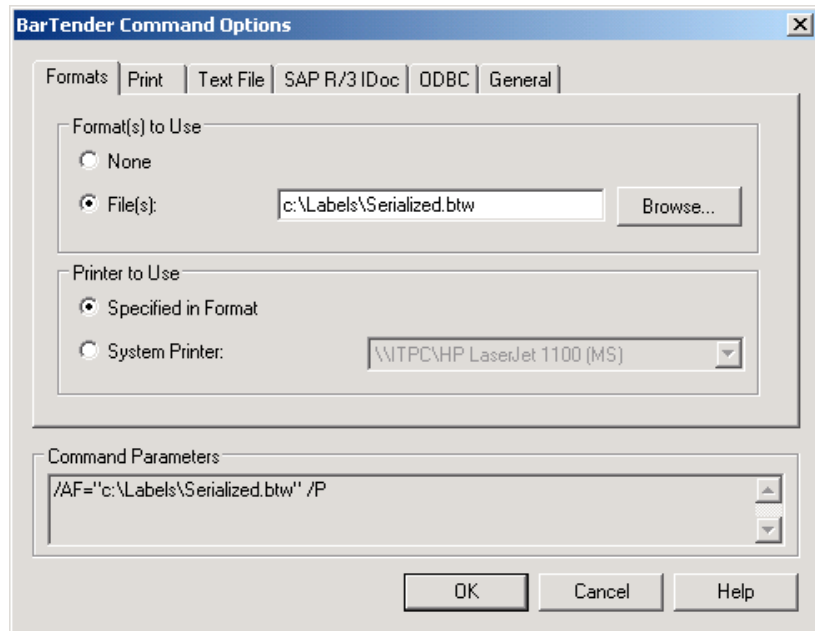 BarTender Command Options
Formats Print Text File SAP R/3 IDoc ODBC General
Format(s) to Use
None
File(s): c:\Labels\Serialized.btw Browse...
Printer to Use
Specified in Format
System Printer: \\ITPC\HP LaserJet 1100 (MS)
Command Parameters
/AF="c:\Labels\Serialized.btw" /P
OK Cancel Help